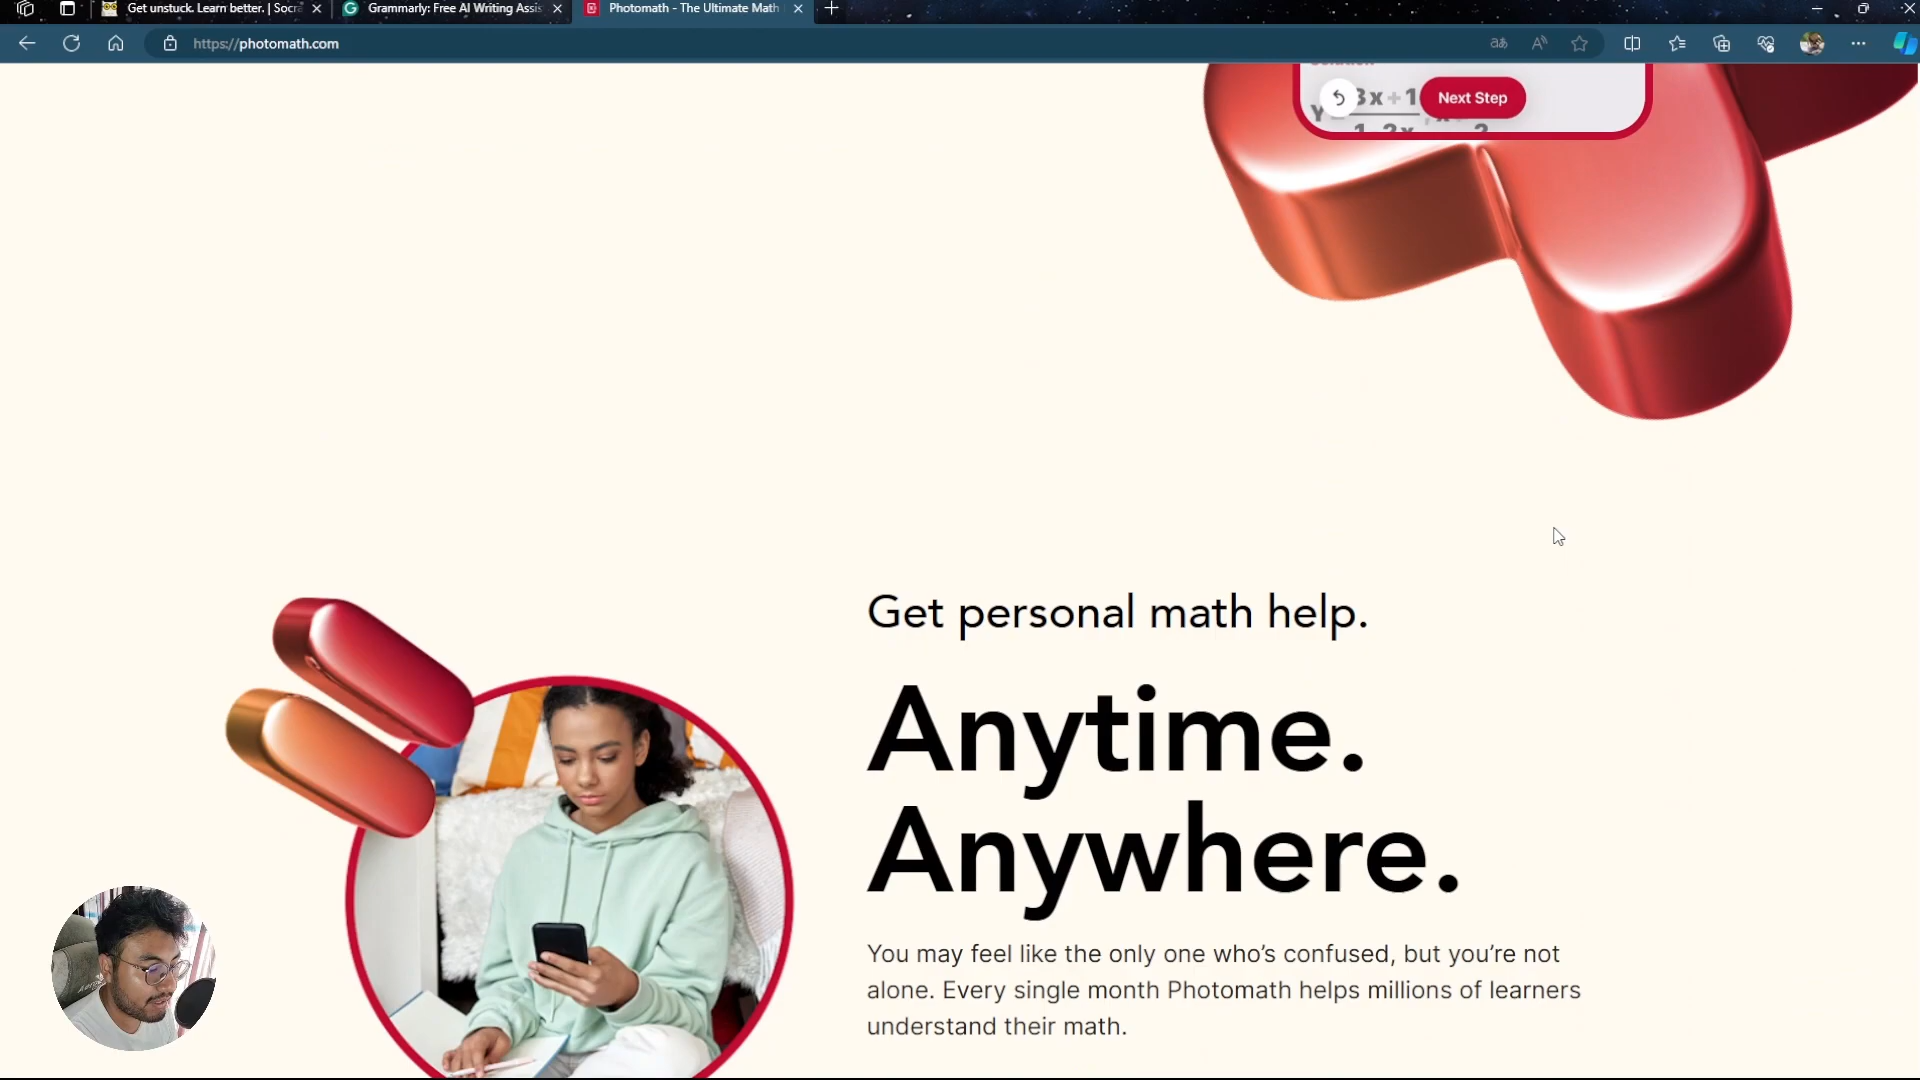 Get unstuck. Learn better. | Socra
Grammarly: Free AI Writing Assis
Photomath - The Ultimate Math
https://photomath.com
3x + 1
Next Step
Get personal math help.
Anytime.
Anywhere.
You may feel like the only one who’s confused, but you’re not
alone. Every single month Photomath helps millions of learners
understand their math.